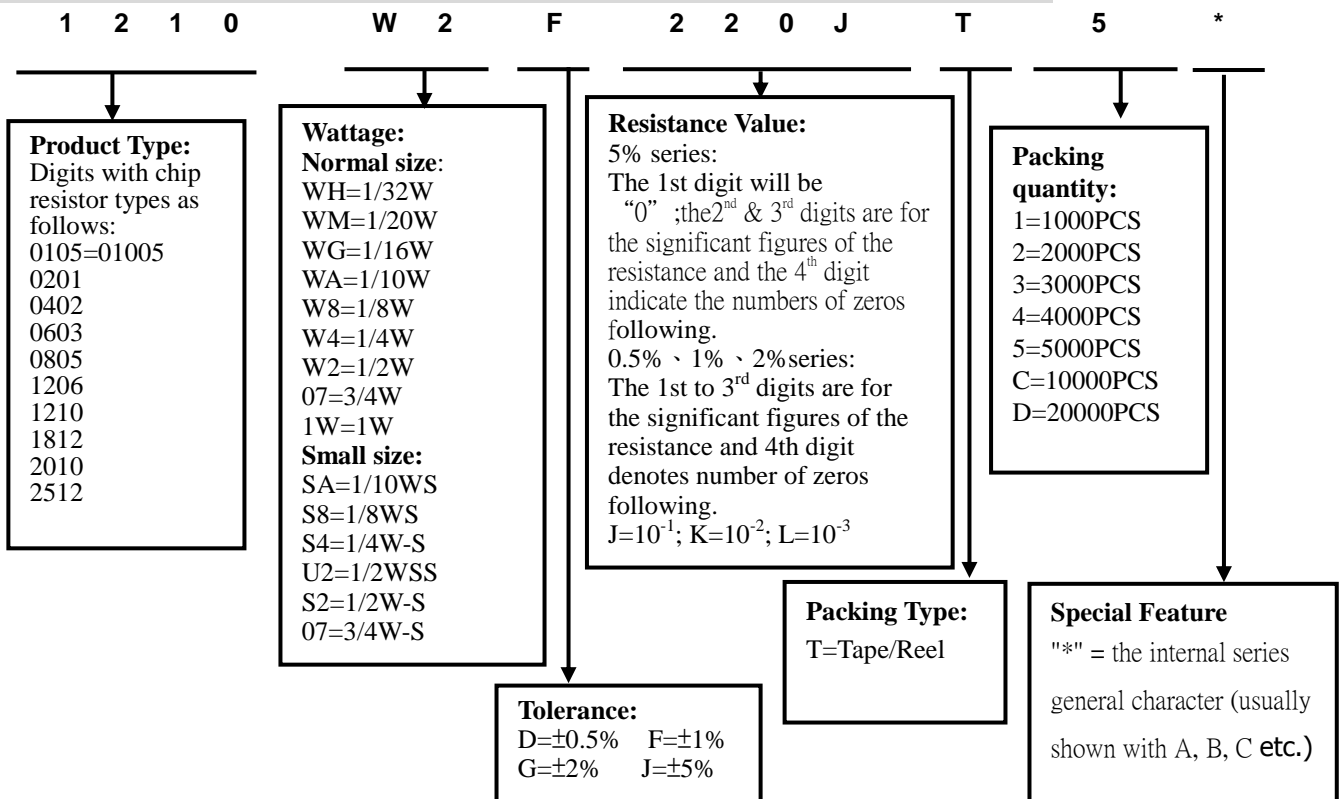 1 2 1 0 W 2 F 2 2 0 J T 5 *
Product Type:
Digits with chip
resistor types as
follows:
0105=01005
0201
0402
0603
0805
1206
1210
1812
2010
2512
Wattage:
Normal size:
WH=1/32W
WM=1/20W
WG=1/16W
WA=1/10W
W8=1/8W
W4=1/4W
W2=1/2W
07=3/4W
1W=1W
Small size:
SA=1/10WS
S8=1/8WS
S4=1/4W-S
U2=1/2WSS
S2=1/2W-S
07=3/4W-S
Tolerance:
D=±0.5% F=±1%
G=±2% J=±5%
Resistance Value:
5% series:
The 1st digit will be
“0” ;the2nd & 3rd digits are for
the significant figures of the
resistance and the 4th digit
indicate the numbers of zeros
following.
0.5%、1%、2%series:
The 1st to 3rd digits are for
the significant figures of the
resistance and 4th digit
denotes number of zeros
following.
J=10-1; K=10-2; L=10-3
Packing Type:
T=Tape/Reel
Packing
quantity:
1=1000PCS
2=2000PCS
3=3000PCS
4=4000PCS
5=5000PCS
C=10000PCS
D=20000PCS
Special Feature
"*" = the internal series
general character (usually
shown with A, B, C etc.)